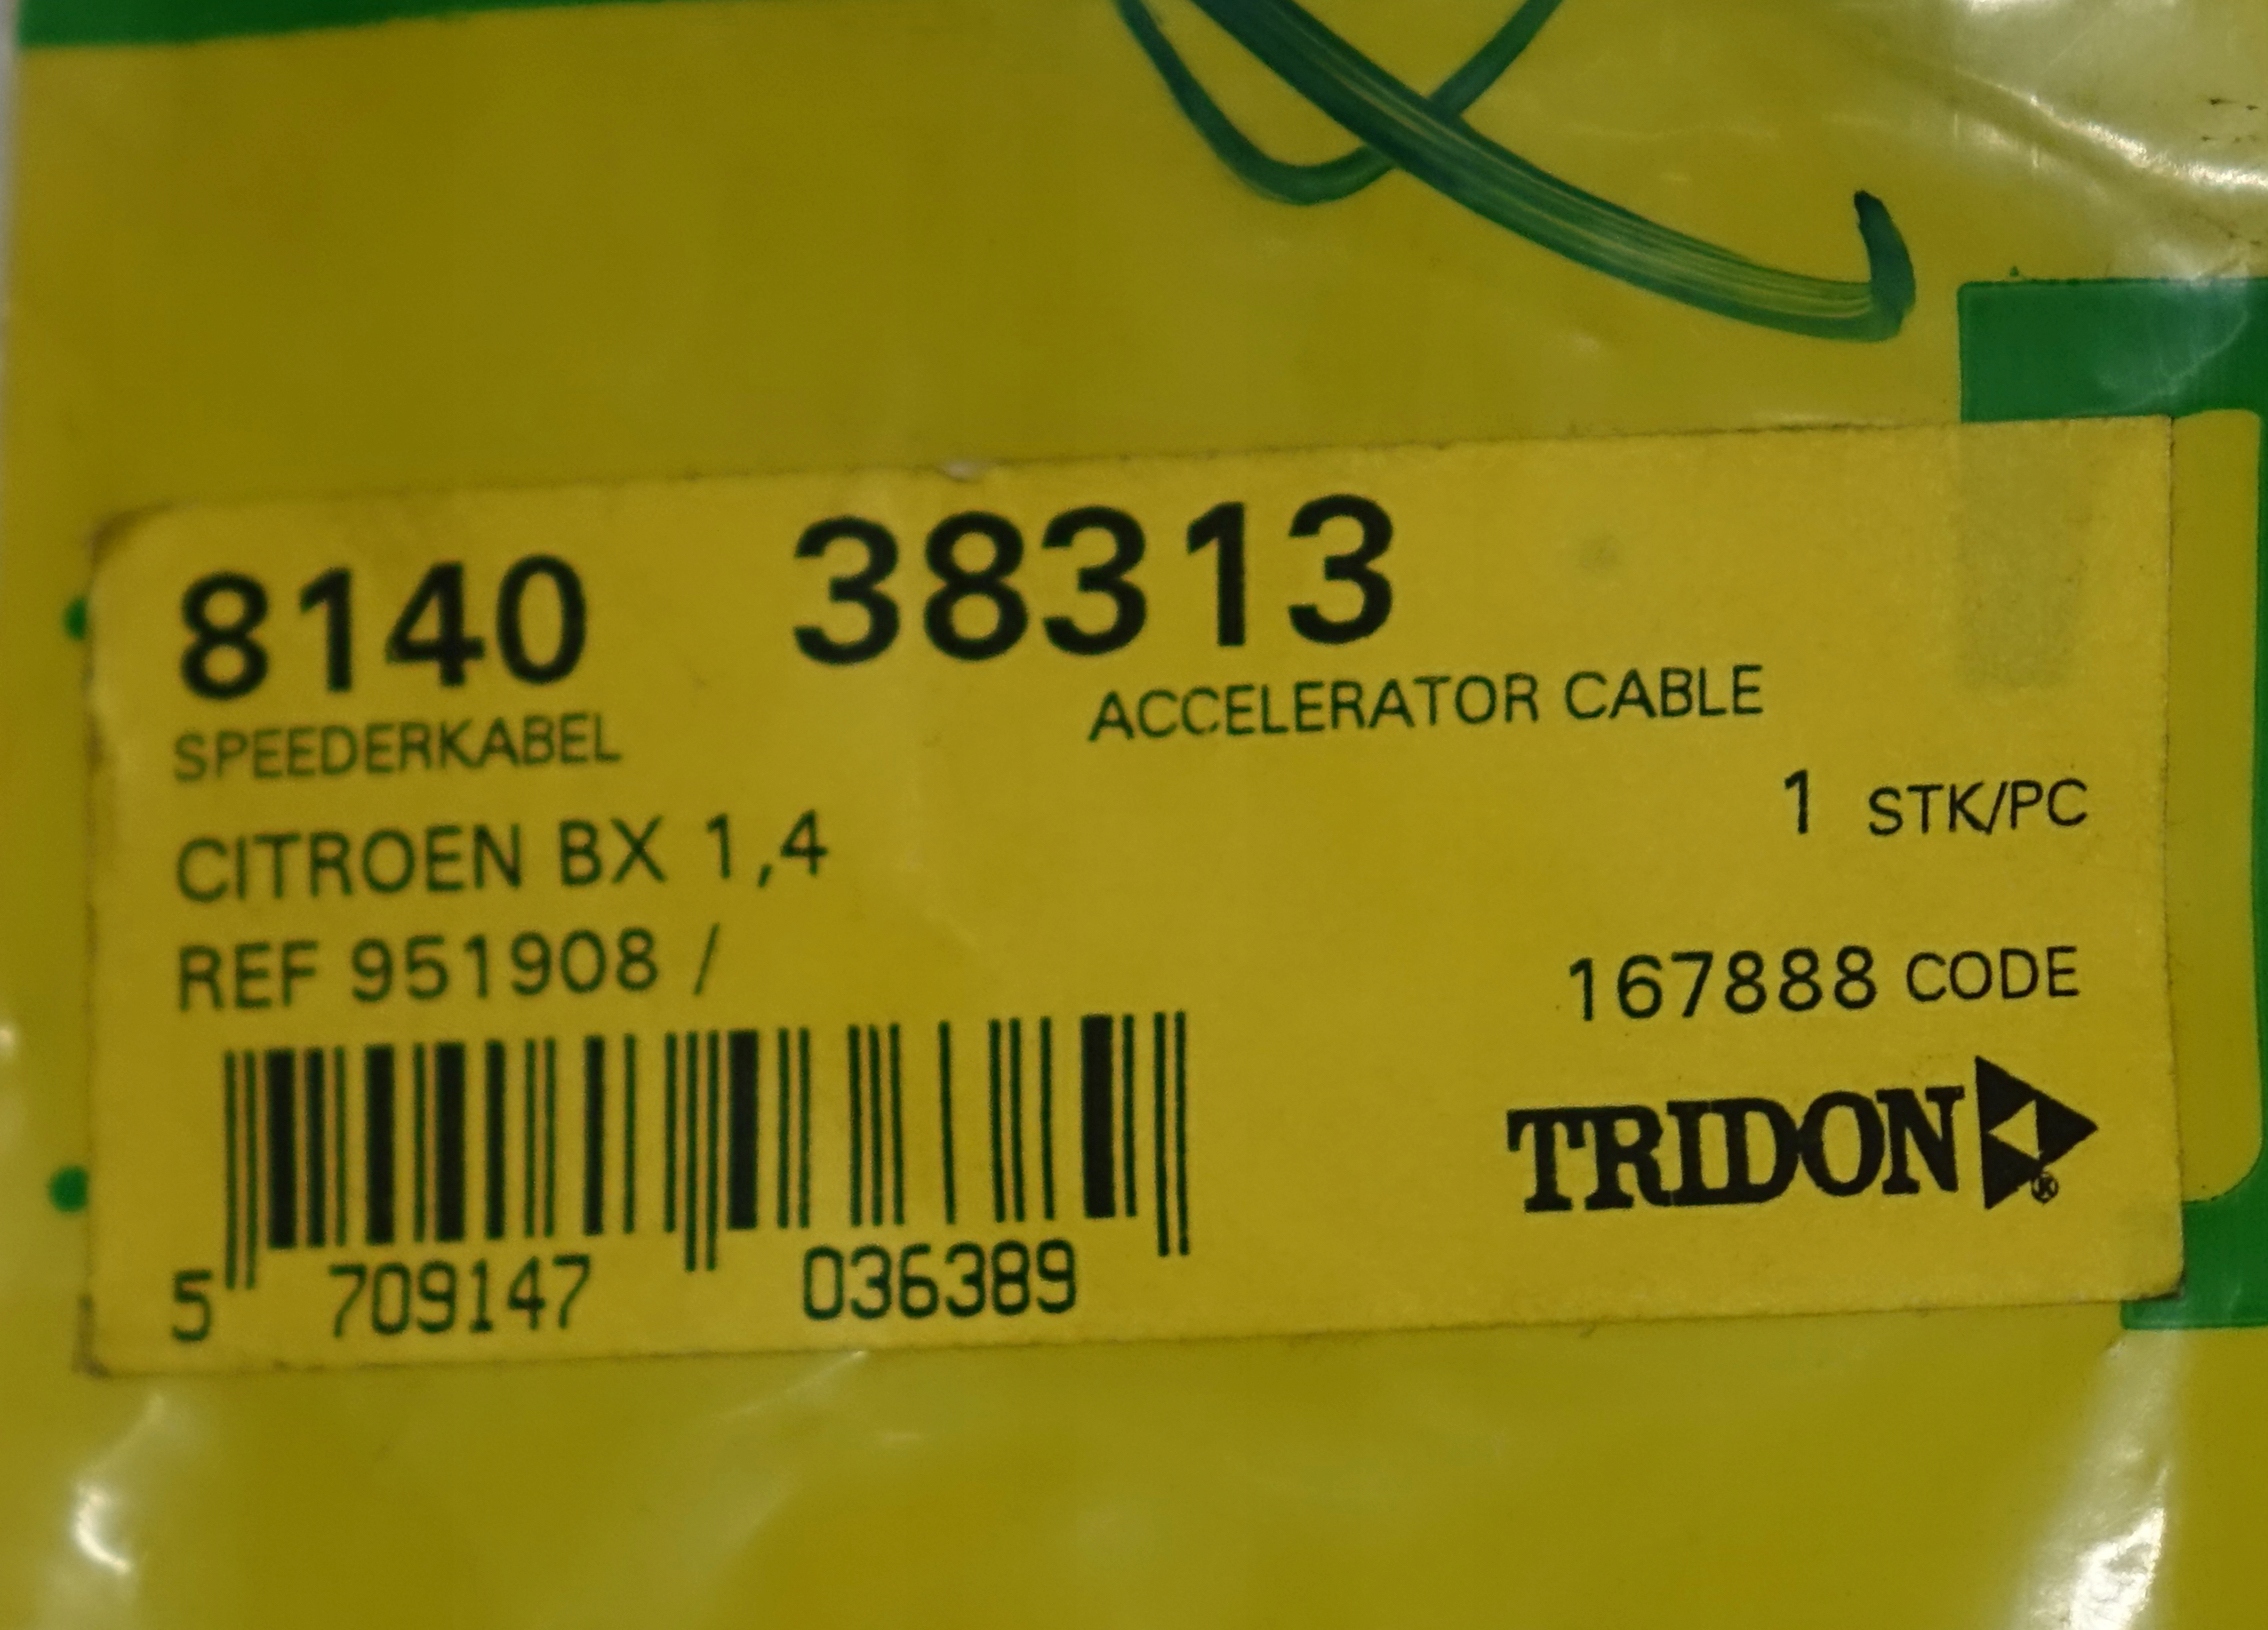 8140 38313
SPEEDERKABEL ACCELERATOR CABLE
1 STK/PC
CITROEN BX 1,4
REF 951908 /
167888 CODE
TRIDON ®
5 709147 036389